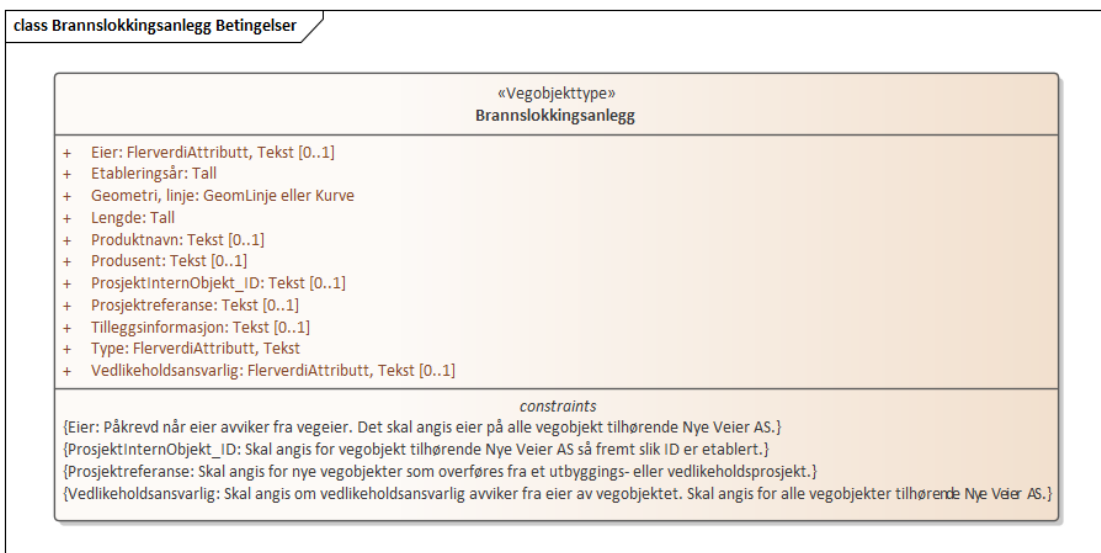 class Brannslokkingsanlegg Betingelser
«Vegobjekttype»
Brannslokkingsanlegg
+ Eier: FlerverdiAttributt, Tekst [0..1]
+ Etableringsår: Tall
+ Geometri, linje: GeomLinje eller Kurve
+ Lengde: Tall
+ Produktnavn: Tekst [0..1]
+ Produsent: Tekst [0..1]
+ ProsjektInternObjekt_ID: Tekst [0..1]
+ Prosjektreferanse: Tekst [0..1]
+ Tilleggsinformasjon: Tekst [0..1]
+ Type: FlerverdiAttributt, Tekst
+ Vedlikeholdsansvarlig: FlerverdiAttributt, Tekst [0..1]
constraints
{Eier: Påkrevd når eier avviker fra vegeier. Det skal angis eier på alle vegobjekt tilhørende Nye Veier AS.}
{ProsjektInternObjekt_ID: Skal angis for vegobjekt tilhørende Nye Veier AS så fremt slik ID er etablert.}
{Prosjektreferanse: Skal angis for nye vegobjekter som overføres fra et utbyggings- eller vedlikeholdsprosjekt.}
{Vedlikeholdsansvarlig: Skal angis om vedlikeholdsansvarlig avviker fra eier av vegobjektet. Skal angis for alle vegobjekter tilhørende Nye Veier AS.}